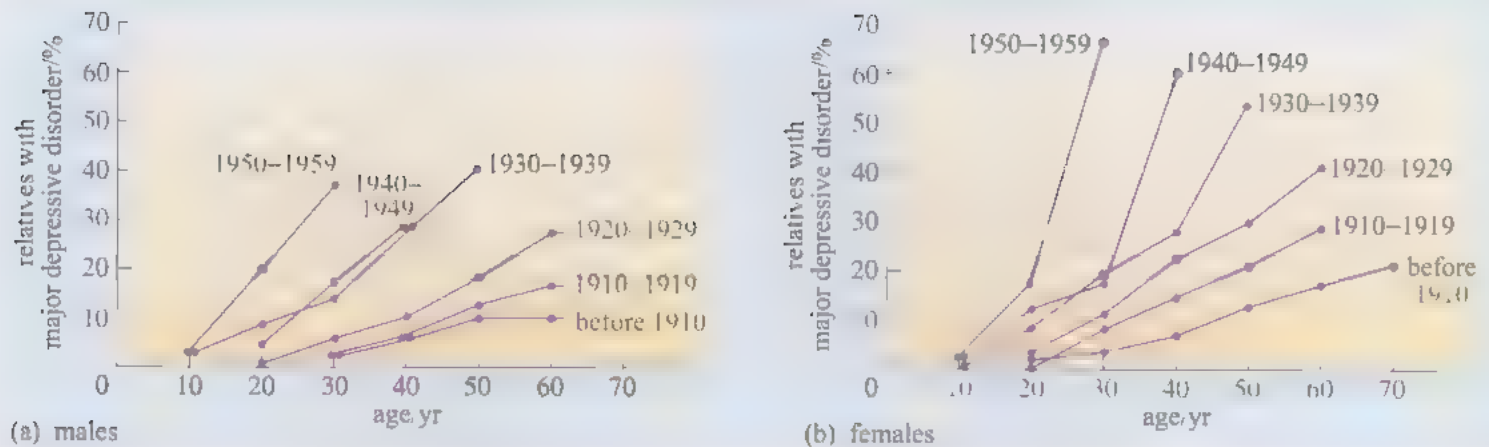 70
60
50
40
30
20
10
0
relatives with
major depressive disorder/%
1950–1959
1940–
1949
1930–1939
1920–1929
1910–1919
before 1910
10 20 30 40 50 60 70
age/yr
(a) males
70
60
50
40
30
20
0
0
relatives with
major depressive disorder/%
1950–1959
1940–1949
1930–1939
1920–1929
1910–1919
before
20 30 40 50 60 70
age/yr
(b) females